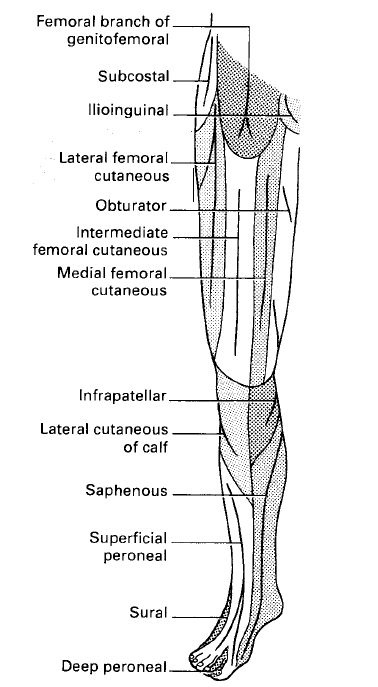 Femoral branch of
genitofemoral
Subcostal
Ilioinguinal
Lateral femoral
cutaneous
Obturator
Intermediate
femoral cutaneous
Medial femoral
cutaneous
Infrapatellar
Lateral cutaneous
of calf
Saphenous
Superficial
peroneal
Sural
Deep peroneal